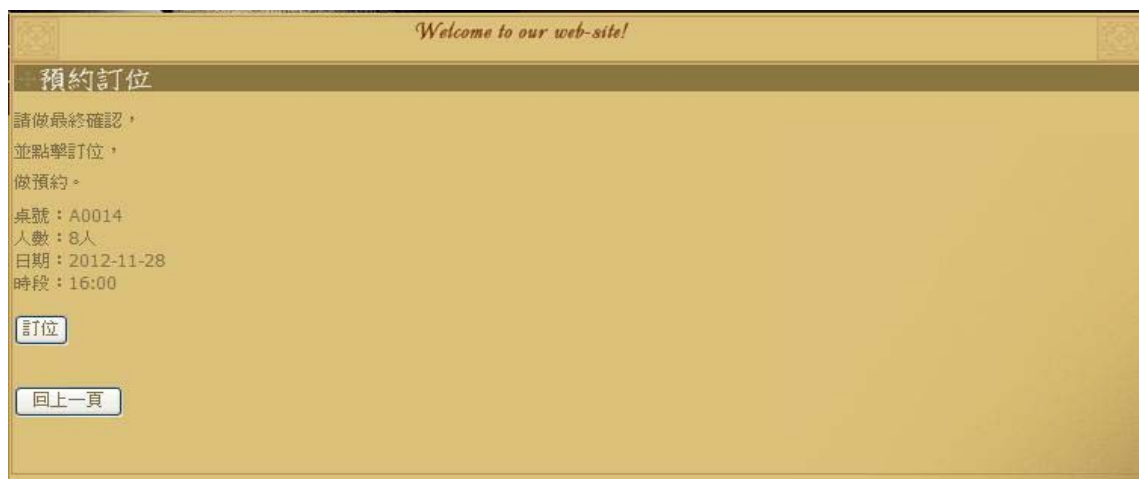 Welcome to our web-site!
預約訂位
請做最終確認，
並點擊訂位，
做預約。
桌號：A0014
人數：8人
日期：2012-11-28
時段：16:00
訂位
回上一頁